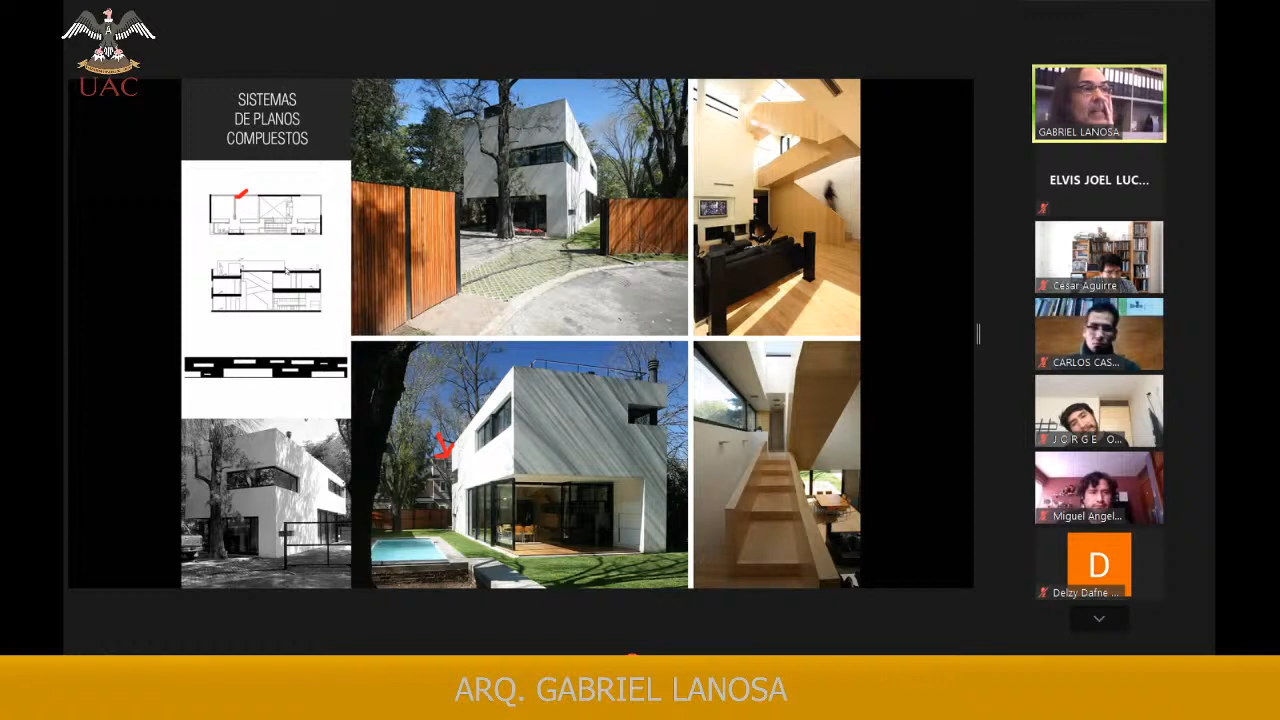 UAC
SISTEMAS
DE PLANOS
COMPUESTOS
GABRIEL LANOSA
ELVIS JOEL LUC...
César Aguirre
CARLOS CAS...
J O R G E O...
Miguel Angel...
D
Delzy Dafne ...
ARQ. GABRIEL LANOSA